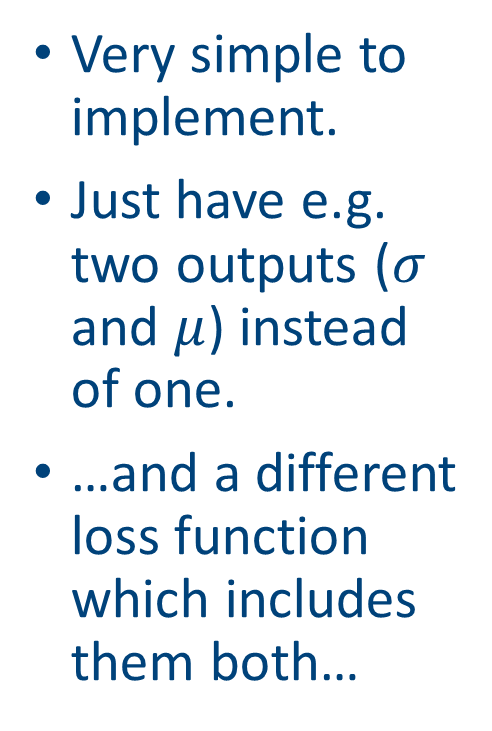 • Very simple to
implement.
• Just have e.g.
two outputs (𝜎
and 𝜇) instead
of one.
• …and a different
loss function
which includes
them both…